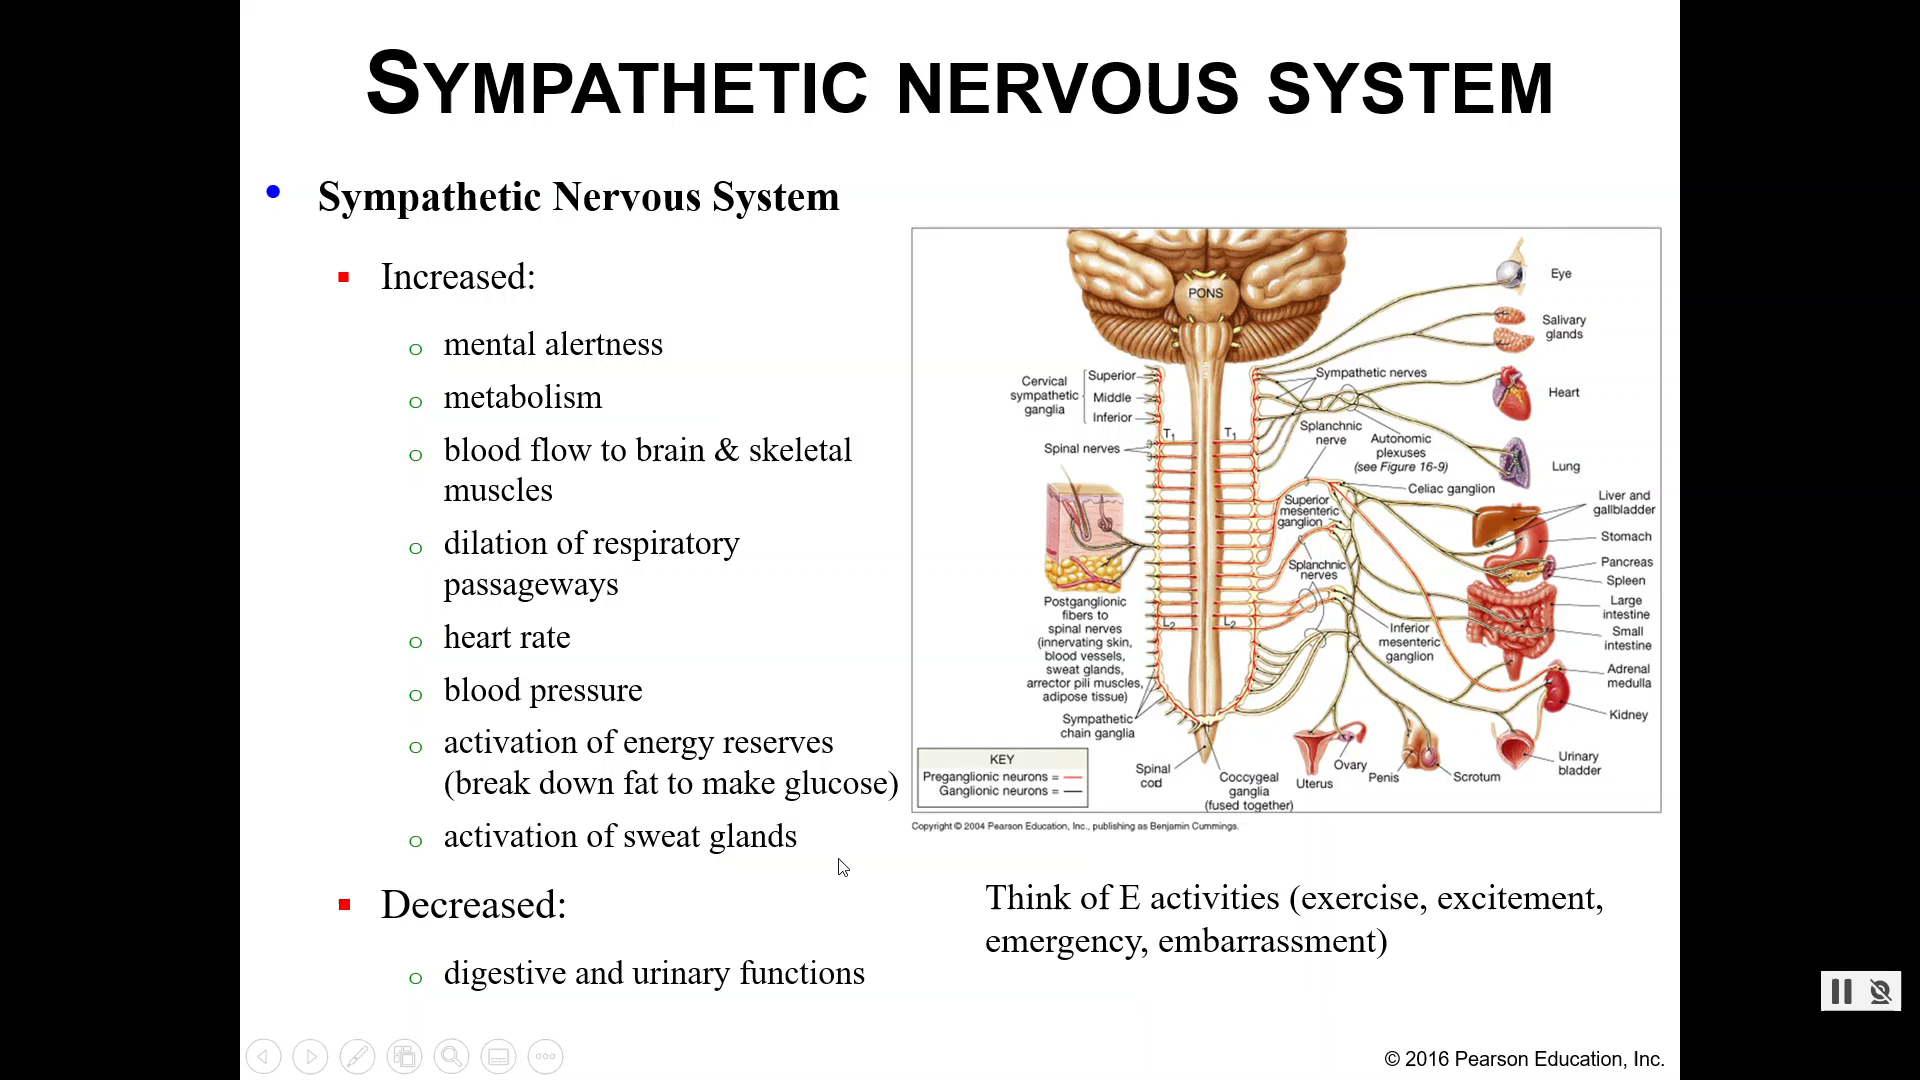 SYMPATHETIC NERVOUS SYSTEM
Sympathetic Nervous System
Increased:
mental alertness
metabolism
blood flow to brain & skeletal
muscles
dilation of respiratory
passageways
heart rate
blood pressure
activation of energy reserves
(break down fat to make glucose)
activation of sweat glands
Decreased:
digestive and urinary functions
PONS
Eye
Salivary
glands
Heart
Lung
Liver and
gallbladder
Stomach
Pancreas
Spleen
Large
intestine
Small
intestine
Adrenal
medulla
Kidney
Urinary
bladder
Scrotum
Penis
Ovary
Uterus
Cervical
sympathetic
ganglia
Superior
Middle
Inferior
Spinal nerves
T1
T1
Sympathetic nerves
Splanchnic
nerve
Autonomic
plexuses
(see Figure 16-9)
Celiac ganglion
Superior
mesenteric
ganglion
Splanchnic
nerves
Inferior
mesenteric
ganglion
L2
L2
Postganglionic
fibers to
spinal nerves
(innervating skin,
blood vessels,
sweat glands,
arrector pili muscles,
adipose tissue)
Sympathetic
chain ganglia
Spinal
cod
Coccygeal
ganglia
(fused together)
KEY
Preganglionic neurons =
Ganglionic neurons =
Copyright © 2004 Pearson Education, Inc., publishing as Benjamin Cummings.
Think of E activities (exercise, excitement,
emergency, embarrassment)
© 2016 Pearson Education, Inc.